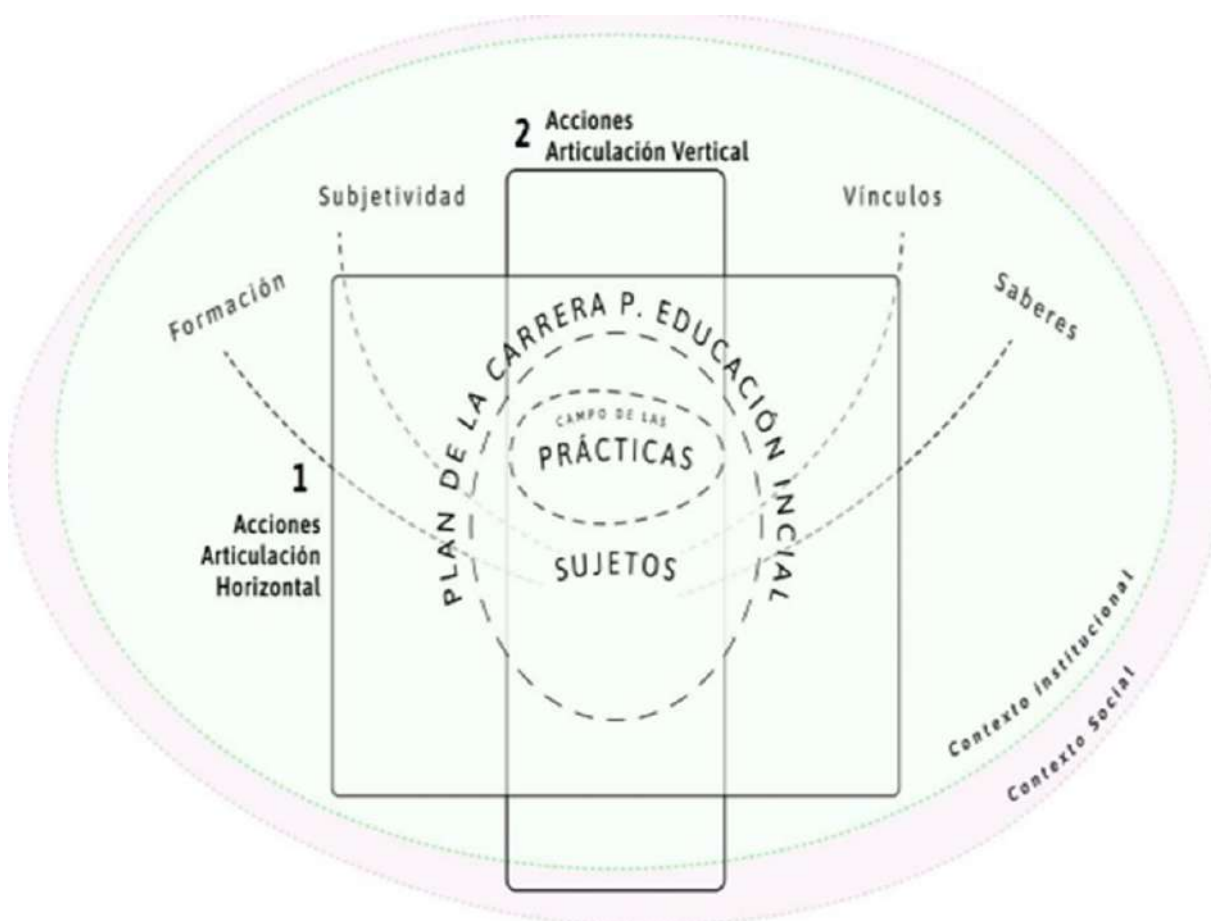 2 Acciones
Articulación Vertical
Subjetividad
Vínculos
Formación
Saberes
PLAN DE LA CARRERA P. EDUCACIÓN INCIAL
CAMPO DE LAS
PRÁCTICAS
1
Acciones
Articulación
Horizontal
SUJETOS
Contexto institucional
Contexto Social